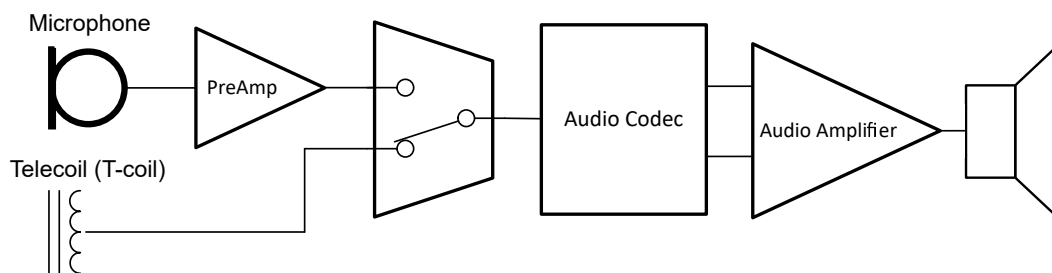 Microphone
PreAmp
Audio Codec
Audio Amplifier
Telecoil (T-coil)